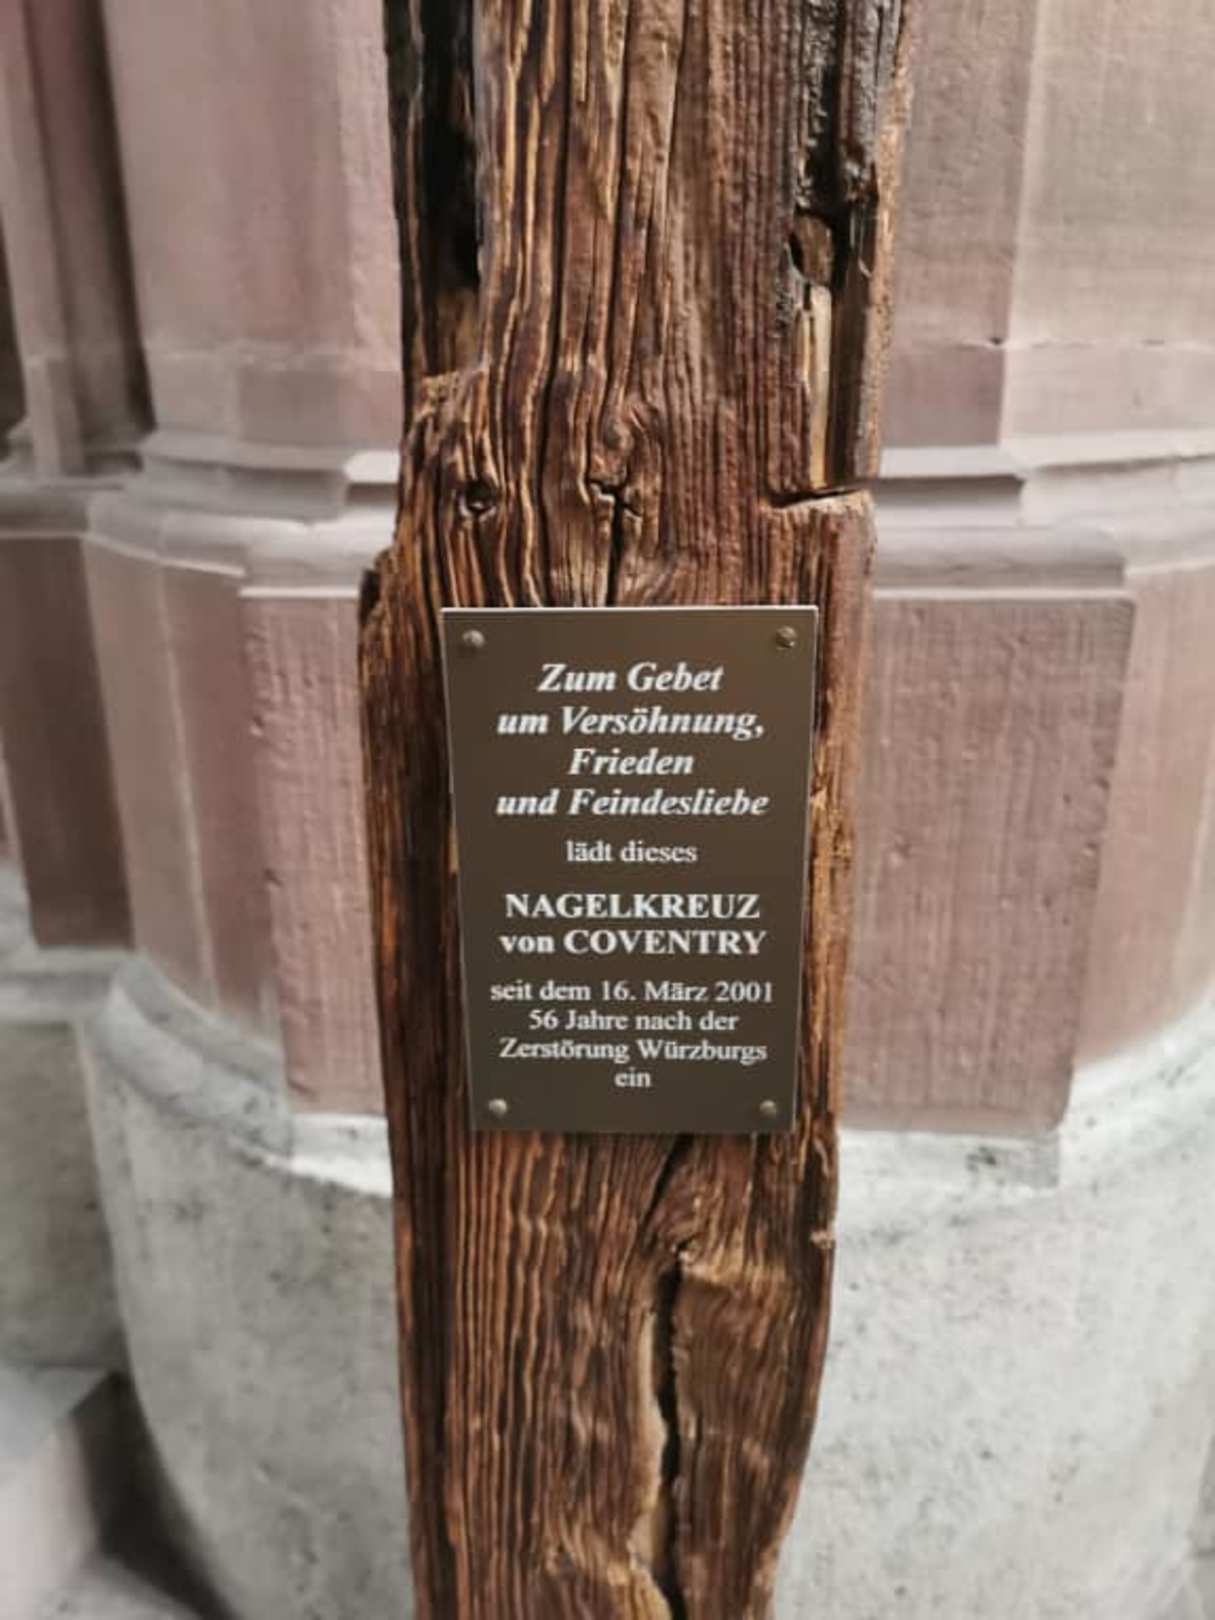 Zum Gebet
um Versöhnung,
Frieden
und Feindesliebe
lädt dieses
NAGELKREUZ
von COVENTRY
seit dem 16. März 2001
56 Jahre nach der
Zerstörung Würzburgs
ein